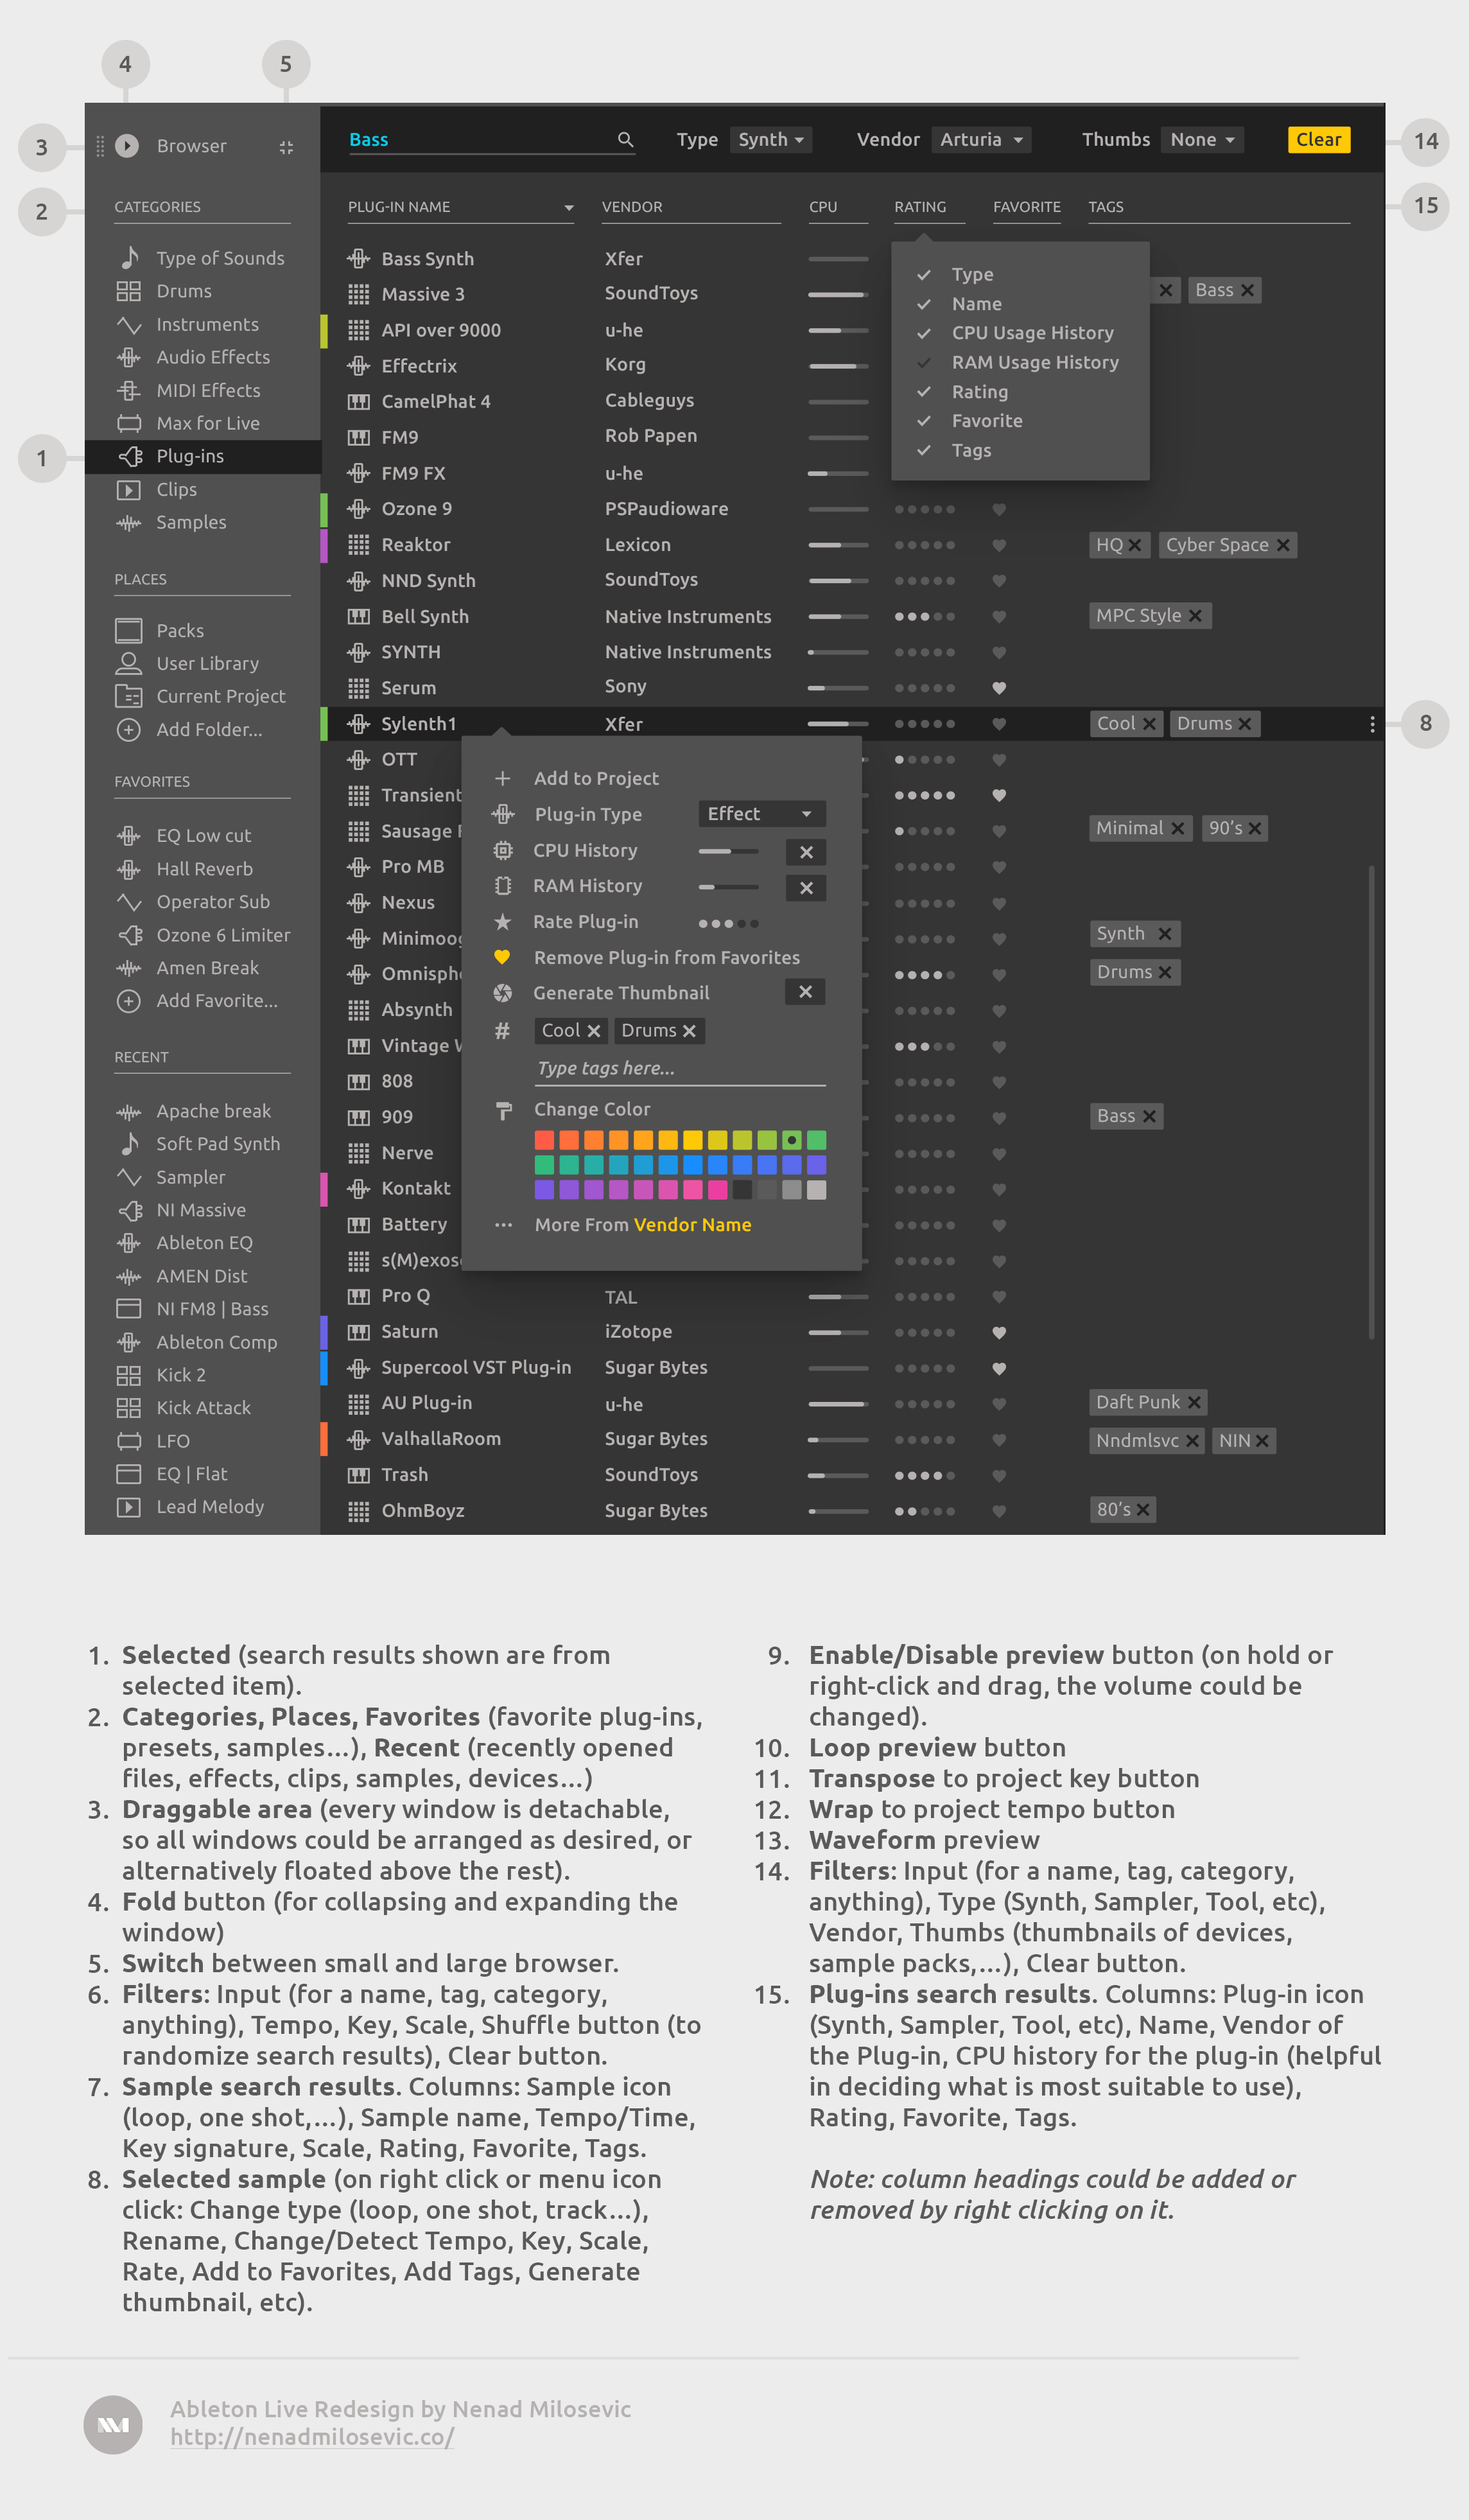 4
5
3
Browser
2
CATEGORIES
Type of Sounds
Drums
Instruments
Audio Effects
MIDI Effects
Max for Live
1
Plug-ins
Clips
Samples
PLACES
Packs
User Library
Current Project
Add Folder...
FAVORITES
EQ Low cut
Hall Reverb
Operator Sub
Ozone 6 Limiter
Amen Break
Add Favorite...
RECENT
Apache break
Soft Pad Synth
Sampler
NI Massive
Ableton EQ
AMEN Dist
NI FM8 | Bass
Ableton Comp
Kick 2
Kick Attack
LFO
EQ | Flat
Lead Melody
Bass Type Synth Vendor Arturia Thumbs None Clear
14
PLUG-IN NAME VENDOR CPU RATING FAVORITE TAGS
15
Bass Synth Xfer
Massive 3 SoundToys Bass
API over 9000 u-he
Effectrix Korg
CamelPhat 4 Cableguys
FM9 Rob Papen
FM9 FX u-he
Type
Name
CPU Usage History
RAM Usage History
Rating
Favorite
Tags
Ozone 9 PSPaudioware
Reaktor Lexicon HQ Cyber Space
NND Synth SoundToys
Bell Synth Native Instruments MPC Style
SYNTH Native Instruments
Serum Sony
Sylenth1 Xfer Cool Drums
8
OTT
Transient
Sausage Minimal 90's
Pro MB
Nexus
Synth
Drums
Absynth
Vintage
808
909 Bass
Nerve
Kontakt
Battery
Add to Project
Plug-in Type Effect
CPU History
RAM History
Rate Plug-in
Remove Plug-in from Favorites
Generate Thumbnail
# Cool Drums
Type tags here...
Change Color
More From Vendor Name
Pro Q TAL
Saturn iZotope
Supercool VST Plug-in Sugar Bytes
AU Plug-in u-he Daft Punk
ValhallaRoom Sugar Bytes Nndmlsvc NIN
Trash SoundToys
OhmBoyz Sugar Bytes 80's
1. Selected (search results shown are from
selected item).
2. Categories, Places, Favorites (favorite plug-ins,
presets, samples...), Recent (recently opened
files, effects, clips, samples, devices...)
3. Draggable area (every window is detachable,
so all windows could be arranged as desired, or
alternatively floated above the rest).
4. Fold button (for collapsing and expanding the
window)
5. Switch between small and large browser.
6. Filters: Input (for a name, tag, category,
anything), Tempo, Key, Scale, Shuffle button (to
randomize search results), Clear button.
7. Sample search results. Columns: Sample icon
(loop, one shot,...), Sample name, Tempo/Time,
Key signature, Scale, Rating, Favorite, Tags.
8. Selected sample (on right click or menu icon
click: Change type (loop, one shot, track...),
Rename, Change/Detect Tempo, Key, Scale,
Rate, Add to Favorites, Add Tags, Generate
thumbnail, etc).
9. Enable/Disable preview button (on hold or
right-click and drag, the volume could be
changed).
10. Loop preview button
11. Transpose to project key button
12. Wrap to project tempo button
13. Waveform preview
14. Filters: Input (for a name, tag, category,
anything), Type (Synth, Sampler, Tool, etc),
Vendor, Thumbs (thumbnails of devices,
sample packs,...), Clear button.
15. Plug-ins search results. Columns: Plug-in icon
(Synth, Sampler, Tool, etc), Name, Vendor of
the Plug-in, CPU history for the plug-in (helpful
in deciding what is most suitable to use),
Rating, Favorite, Tags.
Note: column headings could be added or
removed by right clicking on it.
Ableton Live Redesign by Nenad Milosevic
http://nenadmilosevic.co/